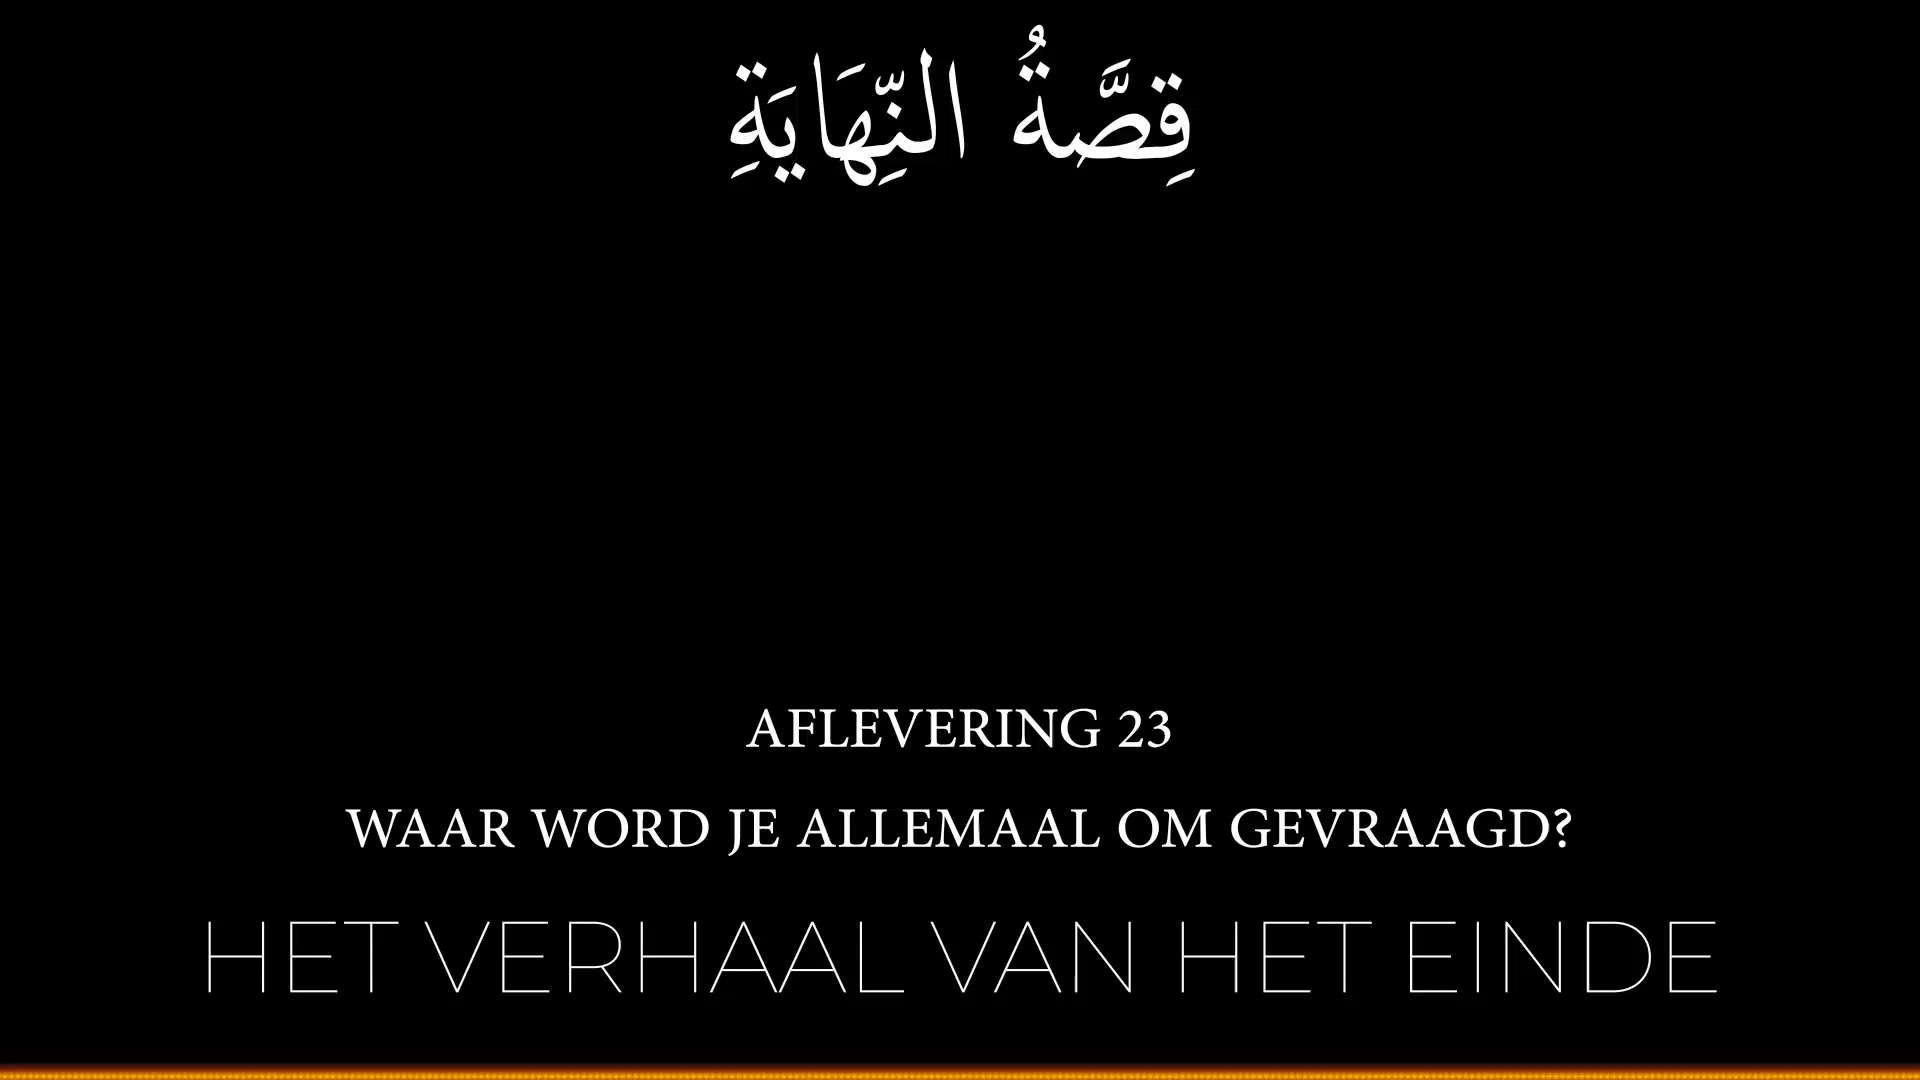 قِصَّةُ النِّهَايَةِ
AFLEVERING 23
WAAR WORD JE ALLEMAAL OM GEVRAAGD?
HET VERHAAL VAN HET EINDE